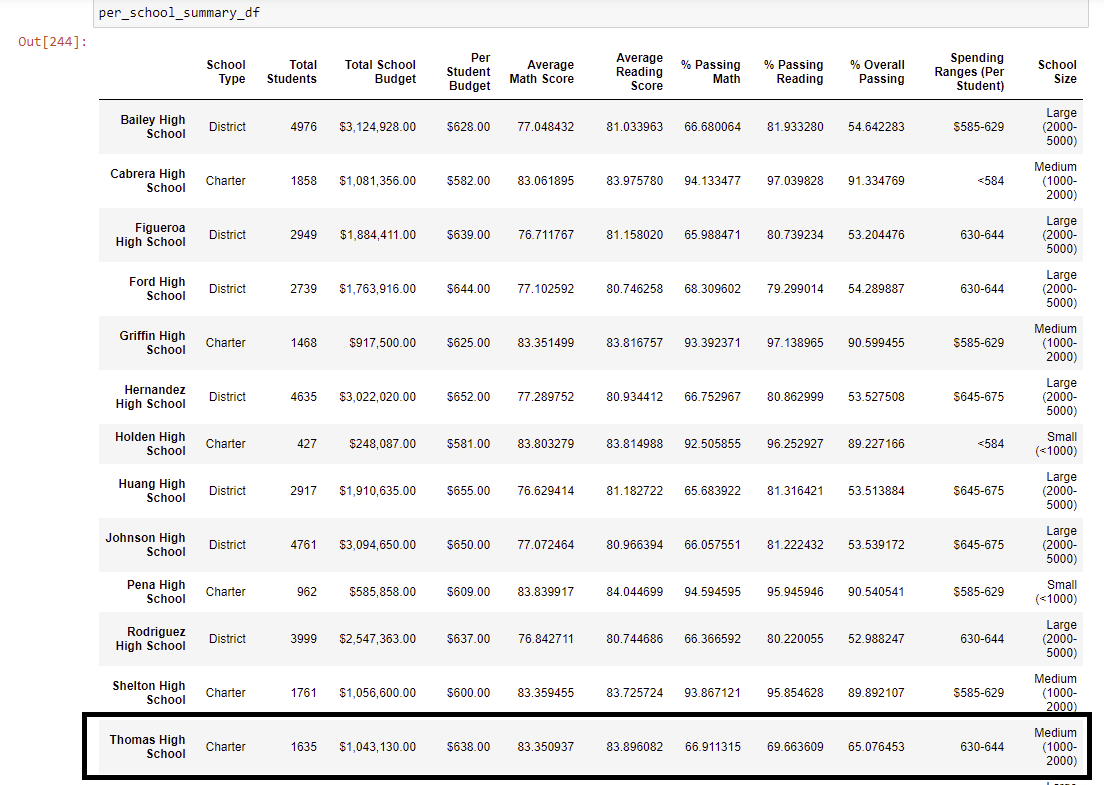 per_school_summary_df
Out[244]:
School Type Total Students Total School Budget Per Student Budget Average Math Score Average Reading Score % Passing Math % Passing Reading % Overall Passing Spending Ranges (Per Student) School Size
Bailey High School District 4976 $3,124,928.00 $628.00 77.048432 81.033963 66.680064 81.933280 54.642283 $585-629 Large (2000-5000)
Cabrera High School Charter 1858 $1,081,356.00 $582.00 83.061895 83.975780 94.133477 97.039828 91.334769 <584 Medium (1000-2000)
Figueroa High School District 2949 $1,884,411.00 $639.00 76.711767 81.158020 65.988471 80.739234 53.204476 630-644 Large (2000-5000)
Ford High School District 2739 $1,763,916.00 $644.00 77.102592 80.746258 68.309602 79.299014 54.289887 630-644 Large (2000-5000)
Griffin High School Charter 1468 $917,500.00 $625.00 83.351499 83.816757 93.392371 97.138965 90.599455 $585-629 Medium (1000-2000)
Hernandez High School District 4635 $3,022,020.00 $652.00 77.289752 80.934412 66.752967 80.862999 53.527508 $645-675 Large (2000-5000)
Holden High School Charter 427 $248,087.00 $581.00 83.803279 83.814988 92.505855 96.252927 89.227166 <584 Small (<1000)
Huang High School District 2917 $1,910,635.00 $655.00 76.629414 81.182722 65.683922 81.316421 53.513884 $645-675 Large (2000-5000)
Johnson High School District 4761 $3,094,650.00 $650.00 77.072464 80.966394 66.057551 81.222432 53.539172 $645-675 Large (2000-5000)
Pena High School Charter 962 $585,858.00 $609.00 83.839917 84.044699 94.594595 95.945946 90.540541 $585-629 Small (<1000)
Rodriguez High School District 3999 $2,547,363.00 $637.00 76.842711 80.744686 66.366592 80.220055 52.988247 630-644 Large (2000-5000)
Shelton High School Charter 1761 $1,056,600.00 $600.00 83.359455 83.725724 93.867121 95.854628 89.892107 $585-629 Medium (1000-2000)
Thomas High School Charter 1635 $1,043,130.00 $638.00 83.350937 83.896082 66.911315 69.663609 65.076453 630-644 Medium (1000-2000)